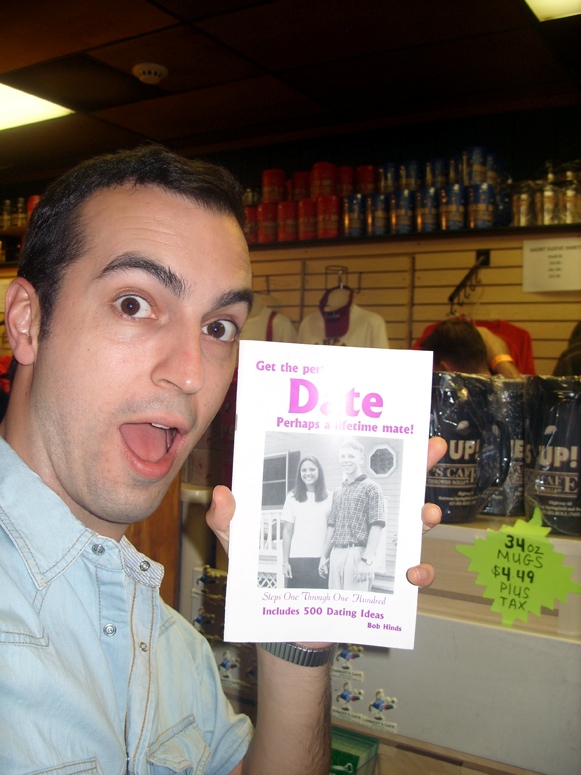 Get the per
Date
Perhaps a lifetime mate!
Steps One Through One Hundred
Includes 500 Dating Ideas
Bob Hinds
UP!
'S CAFE
UP!
CAFE
34oz
MUGS
$4.49
PLUS
TAX